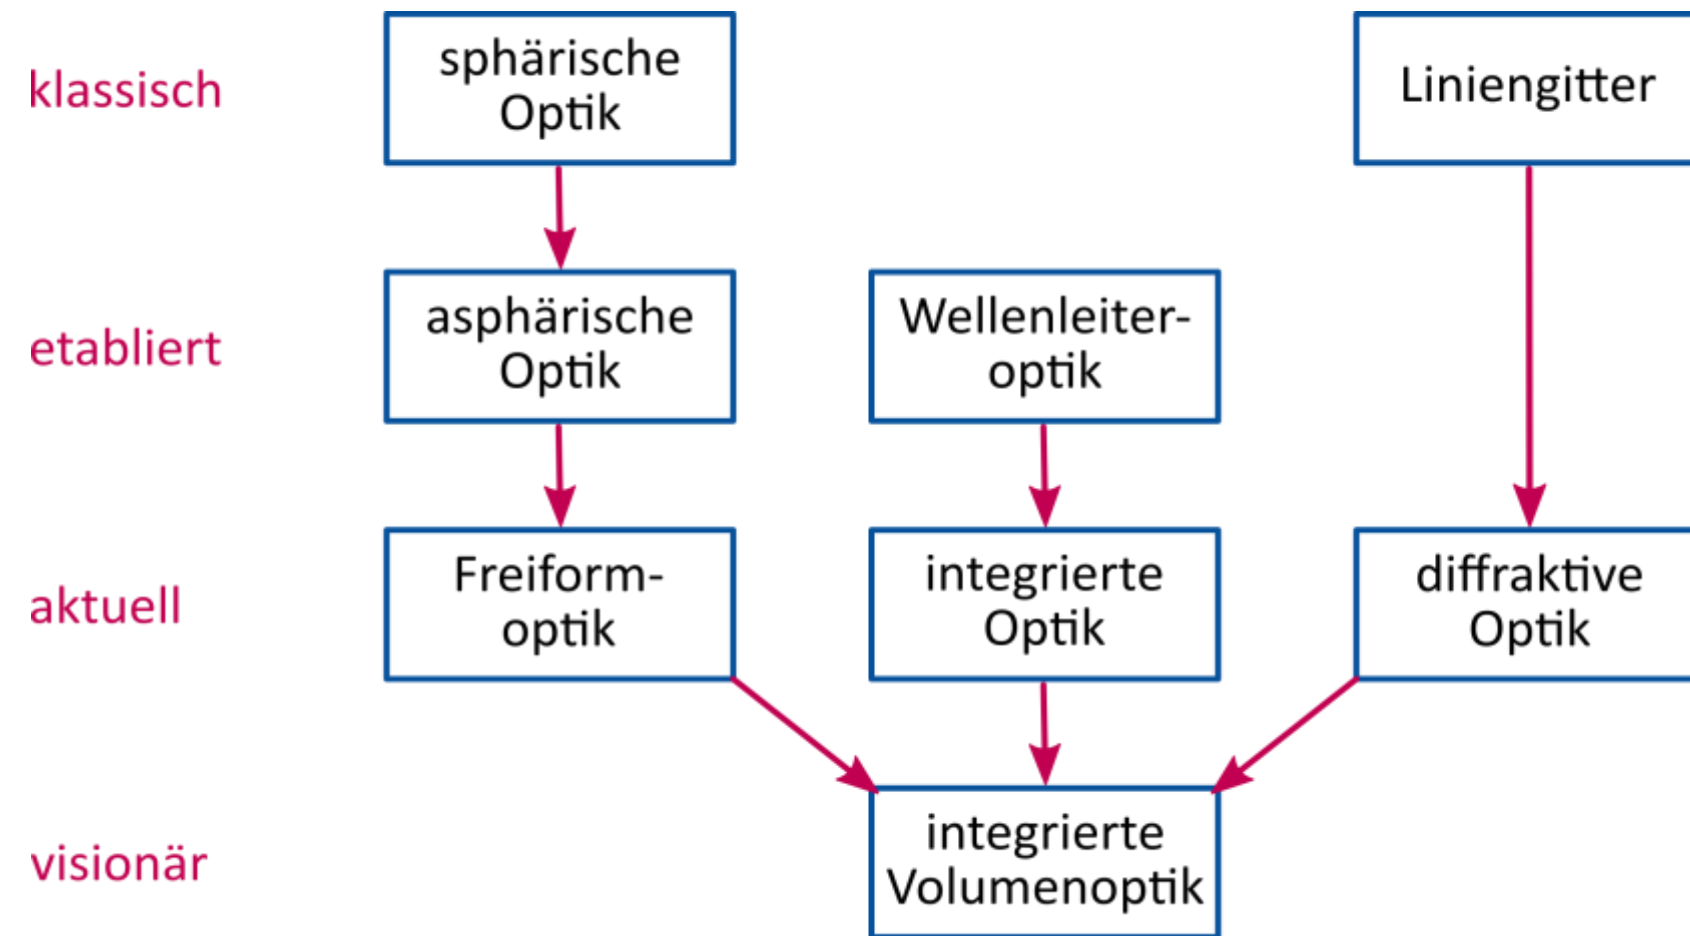 klassisch
sphärische
Optik
Liniengitter
etabliert
asphärische
Optik
Wellenleiter-
optik
aktuell
Freiform-
optik
integrierte
Optik
diffraktive
Optik
visionär
integrierte
Volumenoptik